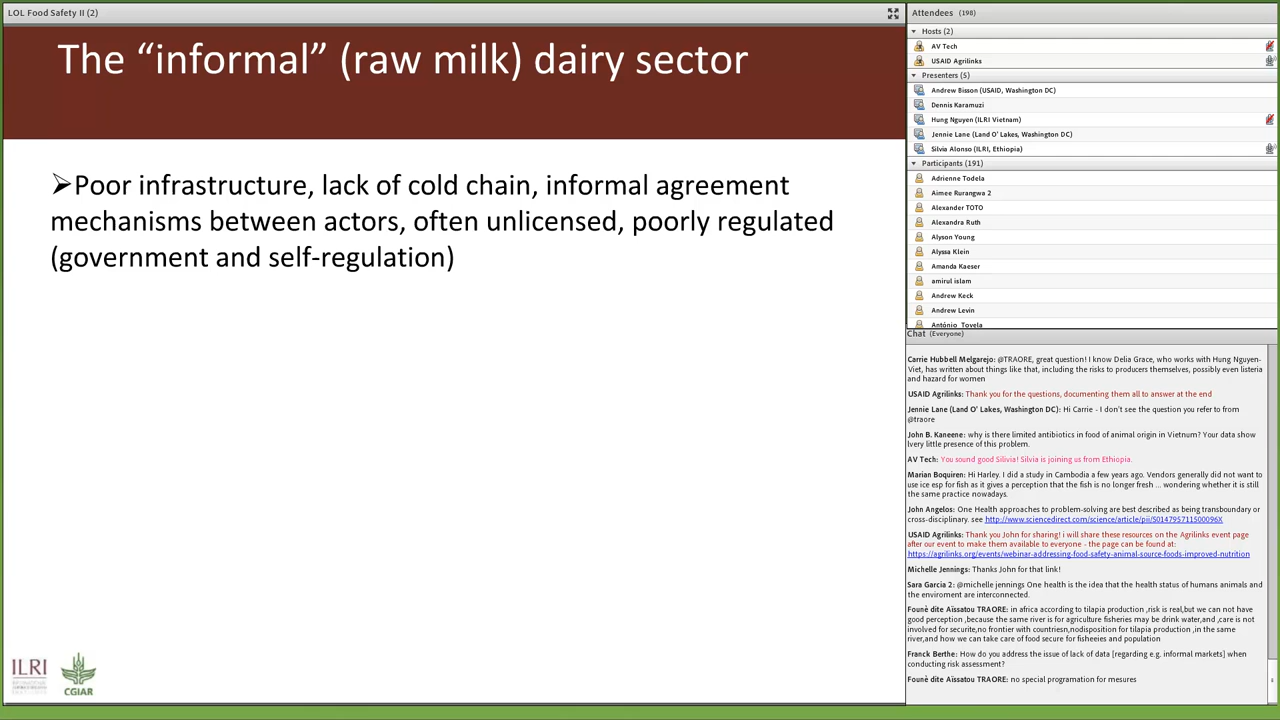 LOL Food Safety II (2)
The “informal” (raw milk) dairy sector
➢Poor infrastructure, lack of cold chain, informal agreement
mechanisms between actors, often unlicensed, poorly regulated
(government and self-regulation)
ILRI
CGIAR
Attendees (198)
Hosts (2)
AV Tech
USAID Agrilinks
Presenters (5)
Andrew Bisson (USAID, Washington DC)
Dennis Karamuzi
Hung Nguyen (ILRI Vietnam)
Jennie Lane (Land O' Lakes, Washington DC)
Silvia Alonso (ILRI, Ethiopia)
Participants (191)
Adrienne Todela
Aimee Rurangwa 2
Alexander TOTO
Alexandra Ruth
Alyson Young
Alyssa Klein
Amanda Kaeser
amirul islam
Andrew Keck
Andrew Levin
António Tovela
Chat (Everyone)
Carrie Hubbell Melgarejo: @TRAORE, great question! I know Delia Grace, who works with Hung Nguyen-
Viet, has written about things like that, including the risks to producers themselves, possibly even listeria
and hazard for women
USAID Agrilinks: Thank you for the questions, documenting them all to answer at the end
Jennie Lane (Land O' Lakes, Washington DC): Hi Carrie - I don't see the question you refer to from
@traore
John B. Kaneene: why is there limited antibiotics in food of animal origin in Vietnum? Your data show
lvery little presence of this problem.
AV Tech: You sound good Silivia! Silvia is joining us from Ethiopia.
Marian Boquiren: Hi Harley. I did a study in Cambodia a few years ago. Vendors generally did not want to
use ice esp for fish as it gives a perception that the fish is no longer fresh ... wondering whether it is still
the same practice nowadays.
John Angelos: One Health approaches to problem-solving are best described as being transboundary or
cross-disciplinary. see http://www.sciencedirect.com/science/article/pii/S014795711500096X
USAID Agrilinks: Thank you John for sharing! i will share these resources on the Agrilinks event page
after our event to make them available to everyone - the page can be found at:
https://agrilinks.org/events/webinar-addressing-food-safety-animal-source-foods-improved-nutrition
Michelle Jennings: Thanks John for that link!
Sara Garcia 2: @michelle jennings One health is the idea that the health status of humans animals and
the enviroment are interconnected.
Founè dite Aïssatou TRAORE: in africa according to tilapia production ,risk is real,but we can not have
good perception ,because the same river is for agriculture fisheries may be drink water,and ,care is not
involved for securite,no frontier with countriesn,nodisposition for tilapia production ,in the same
river,and how we can take care of food secure for fisheeies and population
Franck Berthe: How do you address the issue of lack of data [regarding e.g. informal markets] when
conducting risk assessment?
Founè dite Aïssatou TRAORE: no special programation for mesures